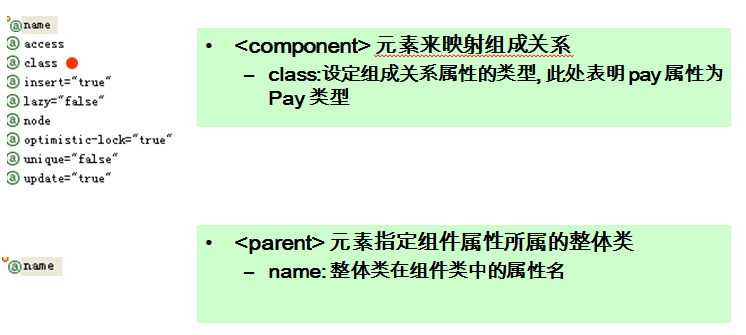 name
access
class
insert="true"
lazy="false"
node
optimistic-lock="true"
unique="false"
update="true"
• <component> 元素来映射组成关系
– class:设定组成关系属性的类型, 此处表明 pay 属性为
Pay 类型
name
• <parent> 元素指定组件属性所属的整体类
– name: 整体类在组件类中的属性名